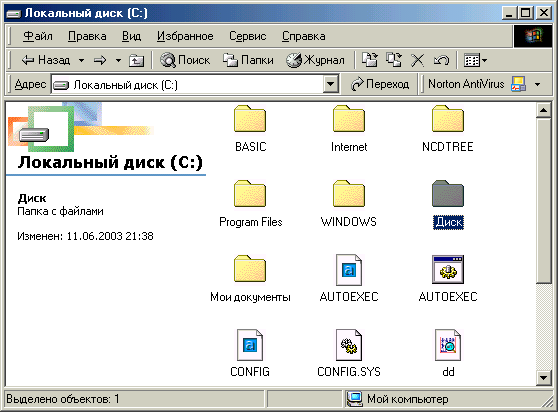 Локальный диск (C:)
Файл Правка Вид Избранное Сервис Справка
Назад Поиск Папки Журнал
Адрес Локальный диск (C:) Переход Norton AntiVirus
Локальный диск (C:)
Диск
Папка с файлами
Изменен: 11.06.2003 21:38
BASIC Internet NCDTREE
Program Files WINDOWS Диск
Мои документы AUTOEXEC AUTOEXEC
CONFIG CONFIG.SYS dd
Выделено объектов: 1 Мой компьютер